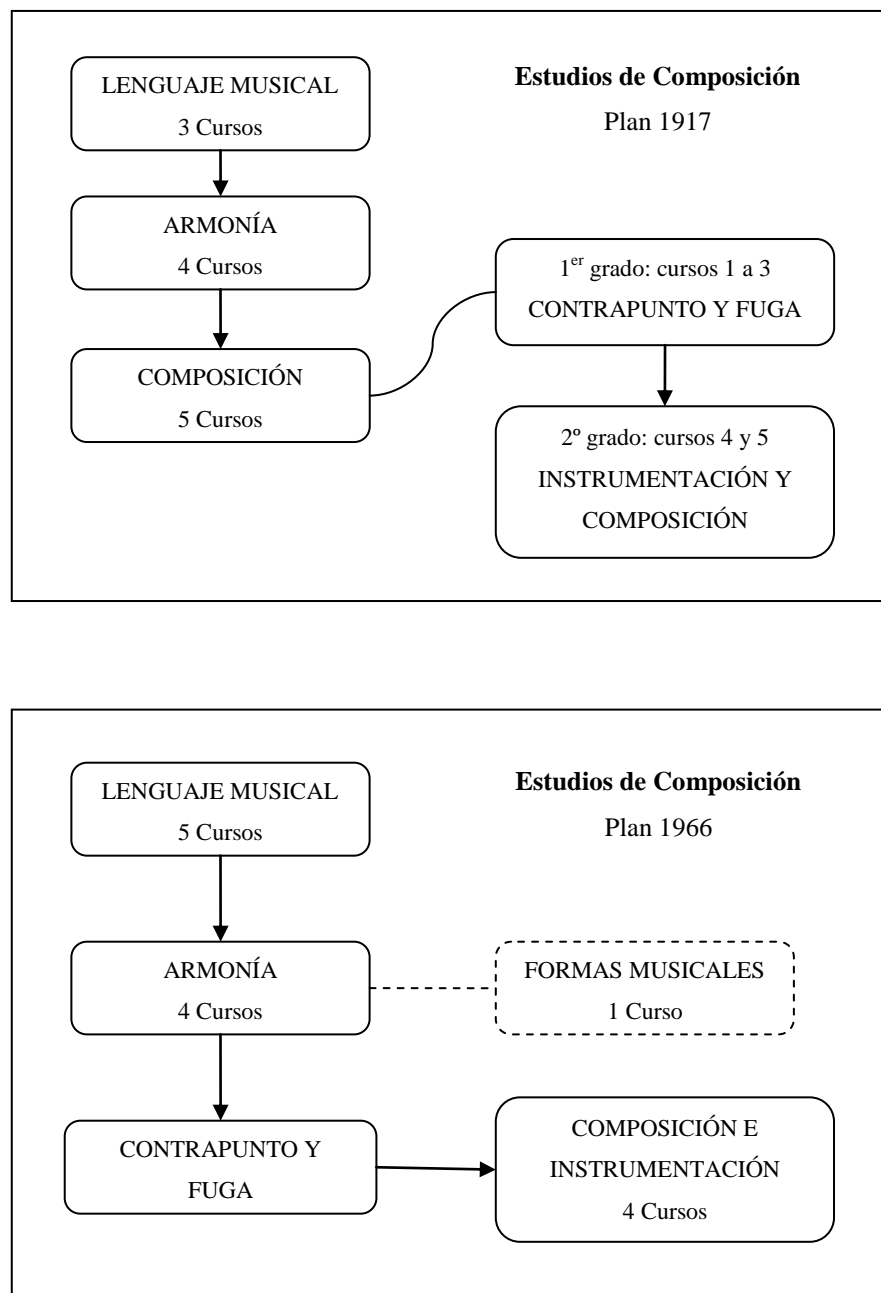 Estudios de Composición
Plan 1917
LENGUAJE MUSICAL
3 Cursos
ARMONÍA
4 Cursos
COMPOSICIÓN
5 Cursos
1er grado: cursos 1 a 3
CONTRAPUNTO Y FUGA
2º grado: cursos 4 y 5
INSTRUMENTACIÓN Y
COMPOSICIÓN
Estudios de Composición
Plan 1966
LENGUAJE MUSICAL
5 Cursos
ARMONÍA
4 Cursos
FORMAS MUSICALES
1 Curso
CONTRAPUNTO Y
FUGA
COMPOSICIÓN E
INSTRUMENTACIÓN
4 Cursos